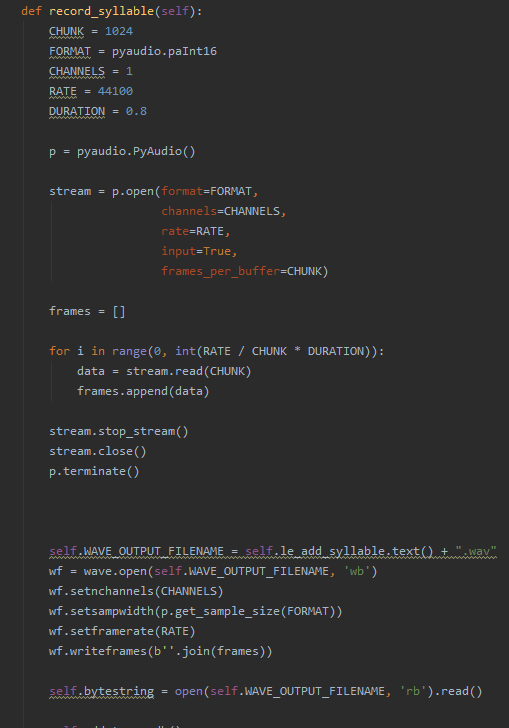 def record_syllable(self):
    CHUNK = 1024
    FORMAT = pyaudio.paInt16
    CHANNELS = 1
    RATE = 44100
    DURATION = 0.8

    p = pyaudio.PyAudio()

    stream = p.open(format=FORMAT,
                    channels=CHANNELS,
                    rate=RATE,
                    input=True,
                    frames_per_buffer=CHUNK)

    frames = []

    for i in range(0, int(RATE / CHUNK * DURATION)):
        data = stream.read(CHUNK)
        frames.append(data)

    stream.stop_stream()
    stream.close()
    p.terminate()

    self.WAVE_OUTPUT_FILENAME = self.le_add_syllable.text() + ".wav"
    wf = wave.open(self.WAVE_OUTPUT_FILENAME, 'wb')
    wf.setnchannels(CHANNELS)
    wf.setsampwidth(p.get_sample_size(FORMAT))
    wf.setframerate(RATE)
    wf.writeframes(b''.join(frames))

    self.bytestring = open(self.WAVE_OUTPUT_FILENAME, 'rb').read()